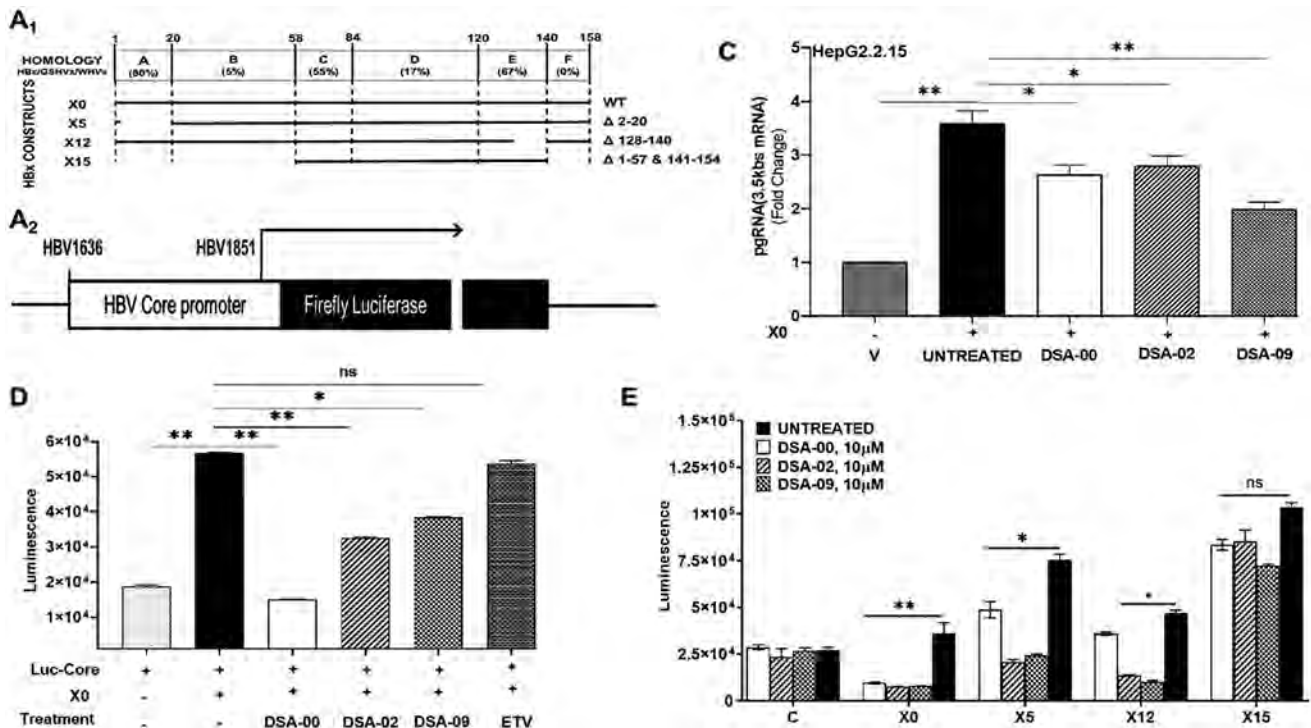 A1
1 20 58 84 120 140 158
HOMOLOGY A B C D E F
HBx/GSHVx/WHVx (80%) (5%) (55%) (17%) (67%) (0%)
HBx CONSTRUCTS
X0 WT
X5 Δ 2-20
X12 Δ 128-140
X15 Δ 1-57 & 141-154
A2
HBV1636 HBV1851
HBV Core promoter Firefly Luciferase
C
HepG2.2.15
pgRNA(3.5kbs mRNA)
(Fold Change)
5
4
3
2
1
0
** * * **
X0 - + + + +
V UNTREATED DSA-00 DSA-02 DSA-09
D
ns
*
**
** **
Luminescence
6×10⁴
5×10⁴
4×10⁴
3×10⁴
2×10⁴
1×10⁴
Luc-Core + + + + + +
X0 - + + + + +
Treatment - - DSA-00 DSA-02 DSA-09 ETV
E
UNTREATED
DSA-00, 10μM
DSA-02, 10μM
DSA-09, 10μM
Luminescence
1.5×10⁵
1.25×10⁵
1×10⁵
7.5×10⁴
5×10⁴
2.5×10⁴
0
** * * ns
C X0 X5 X12 X15